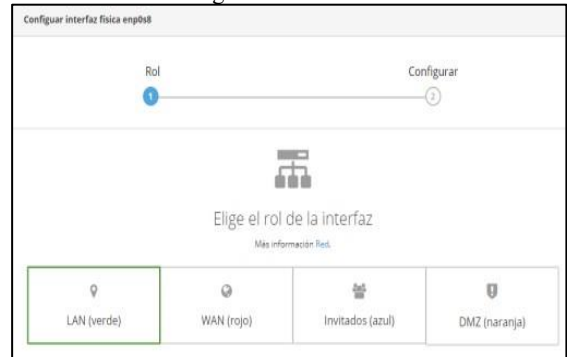 Configuar interfaz física enp0s8
Rol Configurar
1 2
Elige el rol de la interfaz
Más información Red.
LAN (verde) WAN (rojo) Invitados (azul) DMZ (naranja)